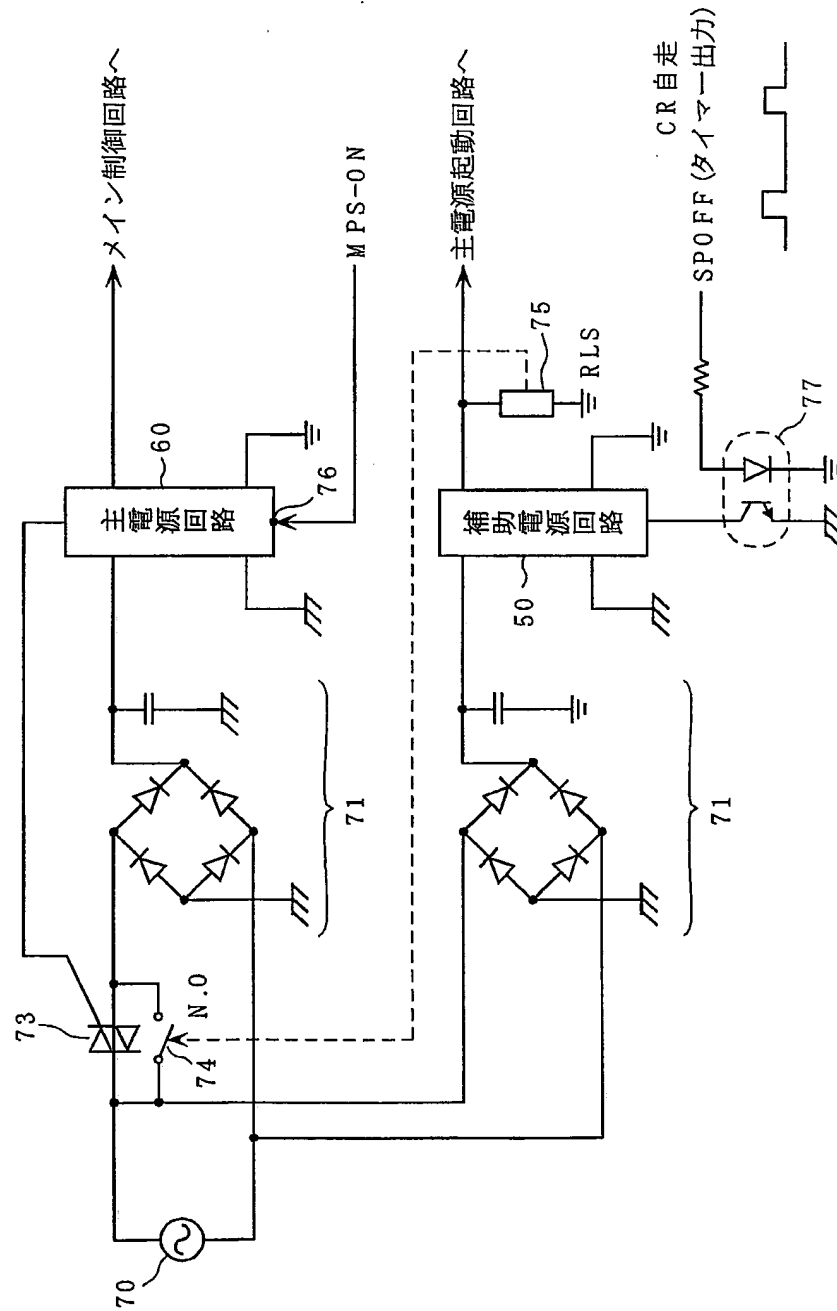 メイン制御回路へ
60
主電源回路
76
MPS-ON
73
N.O
74
71
70
主電源起動回路へ
75
RLS
補助電源回路
50
71
77
CR自走
SPOFF(タイマー出力)